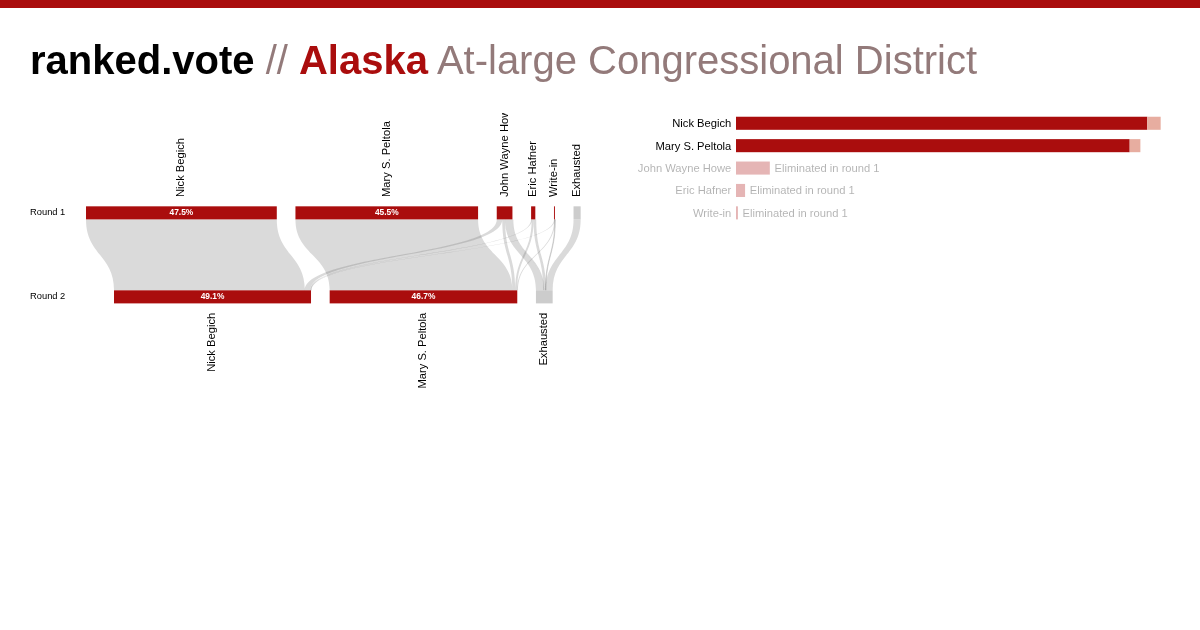 ranked.vote // Alaska At-large Congressional District
Nick Begich
Mary S. Peltola
John Wayne Hov
Eric Hafner
Write-in
Exhausted
Round 1
47.5%
45.5%
Round 2
49.1%
46.7%
Nick Begich
Mary S. Peltola
Exhausted
Nick Begich
Mary S. Peltola
John Wayne Howe Eliminated in round 1
Eric Hafner Eliminated in round 1
Write-in Eliminated in round 1